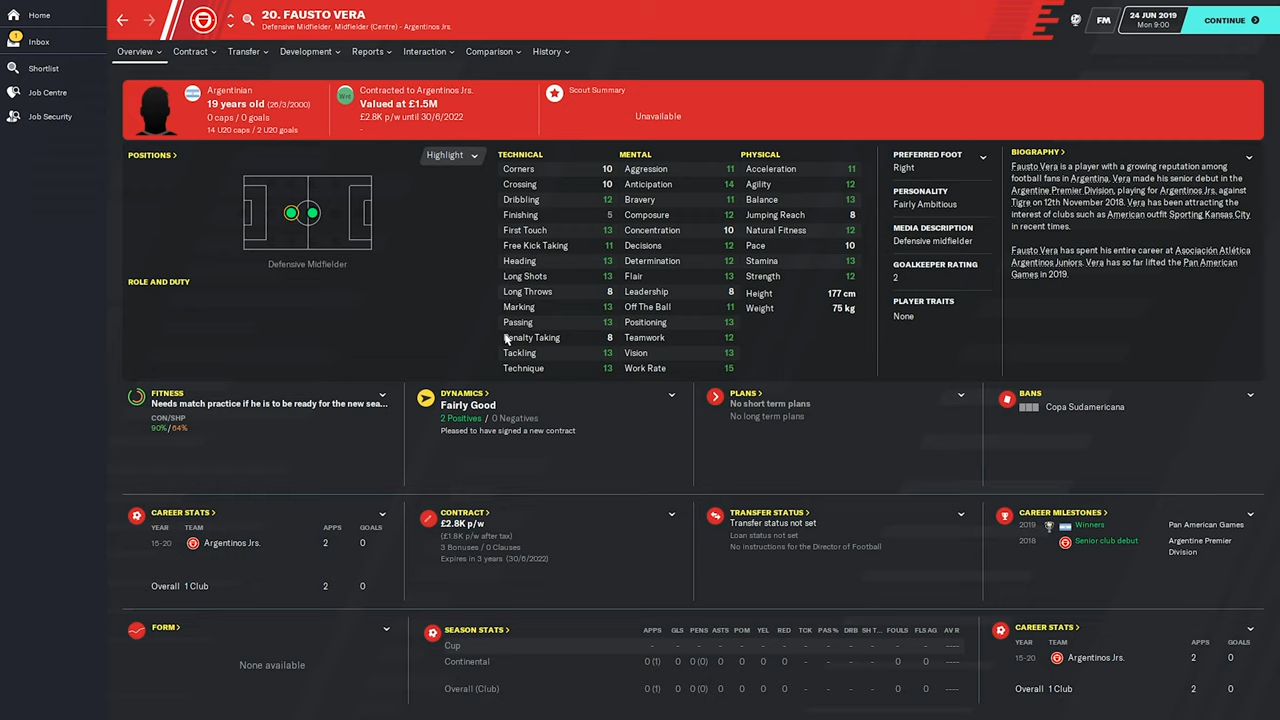 Home
1
Inbox
Shortlist
Job Centre
Job Security
20. FAUSTO VERA
Defensive Midfielder, Midfielder (Centre) - Argentinos Jrs.
FM
24 JUN 2019
Mon 9:00
CONTINUE
Overview
Contract
Transfer
Development
Reports
Interaction
Comparison
History
Argentinian
19 years old (26/3/2000)
0 caps / 0 goals
14 U20 caps / 2 U20 goals
Wnt
Contracted to Argentinos Jrs.
Valued at £1.5M
£2.8K p/w until 30/6/2022
-
Scout Summary
Unavailable
POSITIONS >
Highlight
Defensive Midfielder
ROLE AND DUTY
TECHNICAL
Corners 10
Crossing 10
Dribbling 12
Finishing 5
First Touch 13
Free Kick Taking 11
Heading 13
Long Shots 13
Long Throws 8
Marking 13
Passing 13
Penalty Taking 8
Tackling 13
Technique 13
MENTAL
Aggression 11
Anticipation 14
Bravery 11
Composure 12
Concentration 10
Decisions 12
Determination 12
Flair 13
Leadership 8
Off The Ball 11
Positioning 13
Teamwork 12
Vision 13
Work Rate 15
PHYSICAL
Acceleration 11
Agility 12
Balance 13
Jumping Reach 8
Natural Fitness 12
Pace 10
Stamina 13
Strength 12
Height 177 cm
Weight 75 kg
PREFERRED FOOT
Right
PERSONALITY
Fairly Ambitious
MEDIA DESCRIPTION
Defensive midfielder
GOALKEEPER RATING
2
PLAYER TRAITS
None
BIOGRAPHY >
Fausto Vera is a player with a growing reputation among
football fans in Argentina. Vera made his senior debut in the
Argentine Premier Division, playing for Argentinos Jrs. against
Tigre on 12th November 2018. Vera has been attracting the
interest of clubs such as American outfit Sporting Kansas City
in recent times.
Fausto Vera has spent his entire career at Asociación Atlética
Argentinos Juniors. Vera has so far lifted the Pan American
Games in 2019.
FITNESS >
Needs match practice if he is to be ready for the new sea...
CON/SHP
90%/64%
DYNAMICS >
Fairly Good
2 Positives / 0 Negatives
Pleased to have signed a new contract
PLANS >
No short term plans
No long term plans
BANS
Copa Sudamericana
CAREER STATS >
YEAR TEAM APPS GOALS
15-20 Argentinos Jrs. 2 0
Overall 1 Club 2 0
CONTRACT >
£2.8K p/w
(£1.8K p/w after tax)
3 Bonuses / 0 Clauses
Expires in 3 years (30/6/2022)
TRANSFER STATUS >
Transfer status not set
Loan status not set
No instructions for the Director of Football
CAREER MILESTONES >
2019 Winners Pan American Games
2018 Senior club debut Argentine Premier
Division
FORM >
None available
SEASON STATS > APPS GLS PENS ASTS POM YEL RED TCK PAS % DRB SH T... FOULS FLS AG AV R
Cup - - - - - - - - - - - - - ----
Continental 0 (1) 0 0 (0) 0 0 0 0 - - - - 0 0 ----
Overall (Club) 0 (1) 0 0 (0) 0 0 0 0 - - - - 0 0 ----
CAREER STATS >
YEAR TEAM APPS GOALS
15-20 Argentinos Jrs. 2 0
Overall 1 Club 2 0